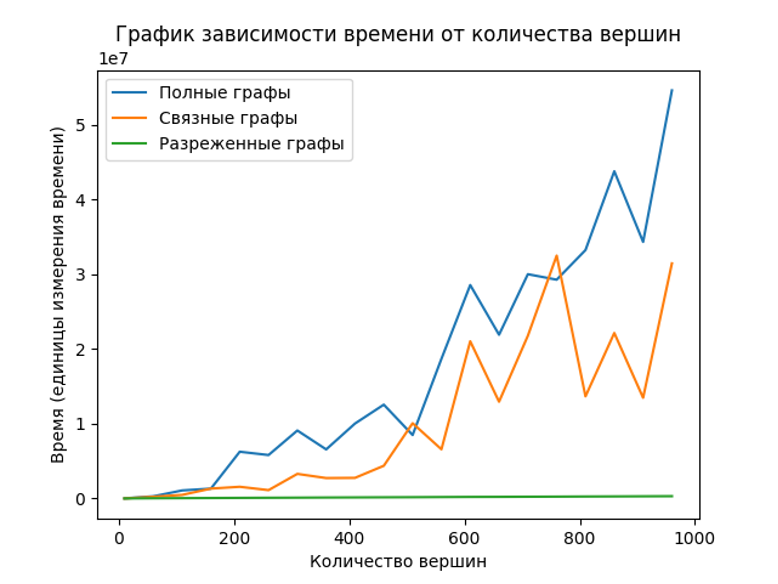 График зависимости времени от количества вершин
1e7
Полные графы
Связные графы
Разреженные графы
Время (единицы измерения времени)
5
4
3
2
1
0
0 200 400 600 800 1000
Количество вершин